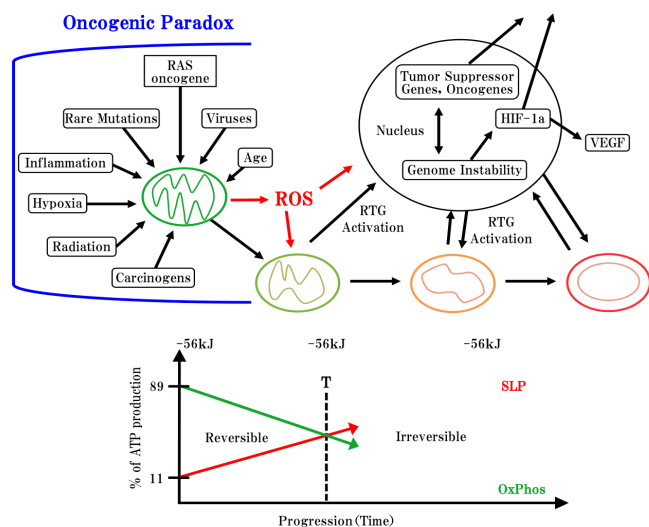 Oncogenic Paradox
RAS
oncogene
Rare Mutations
Viruses
Inflammation
Age
Hypoxia
Radiation
Carcinogens
ROS
Tumor Suppressor
Genes, Oncogenes
Nucleus
HIF-1a
VEGF
Genome Instability
RTG
Activation
RTG
Activation
-56kJ
-56kJ
-56kJ
T
89
SLP
% of ATP production
Reversible
Irreversible
11
OxPhos
Progression(Time)